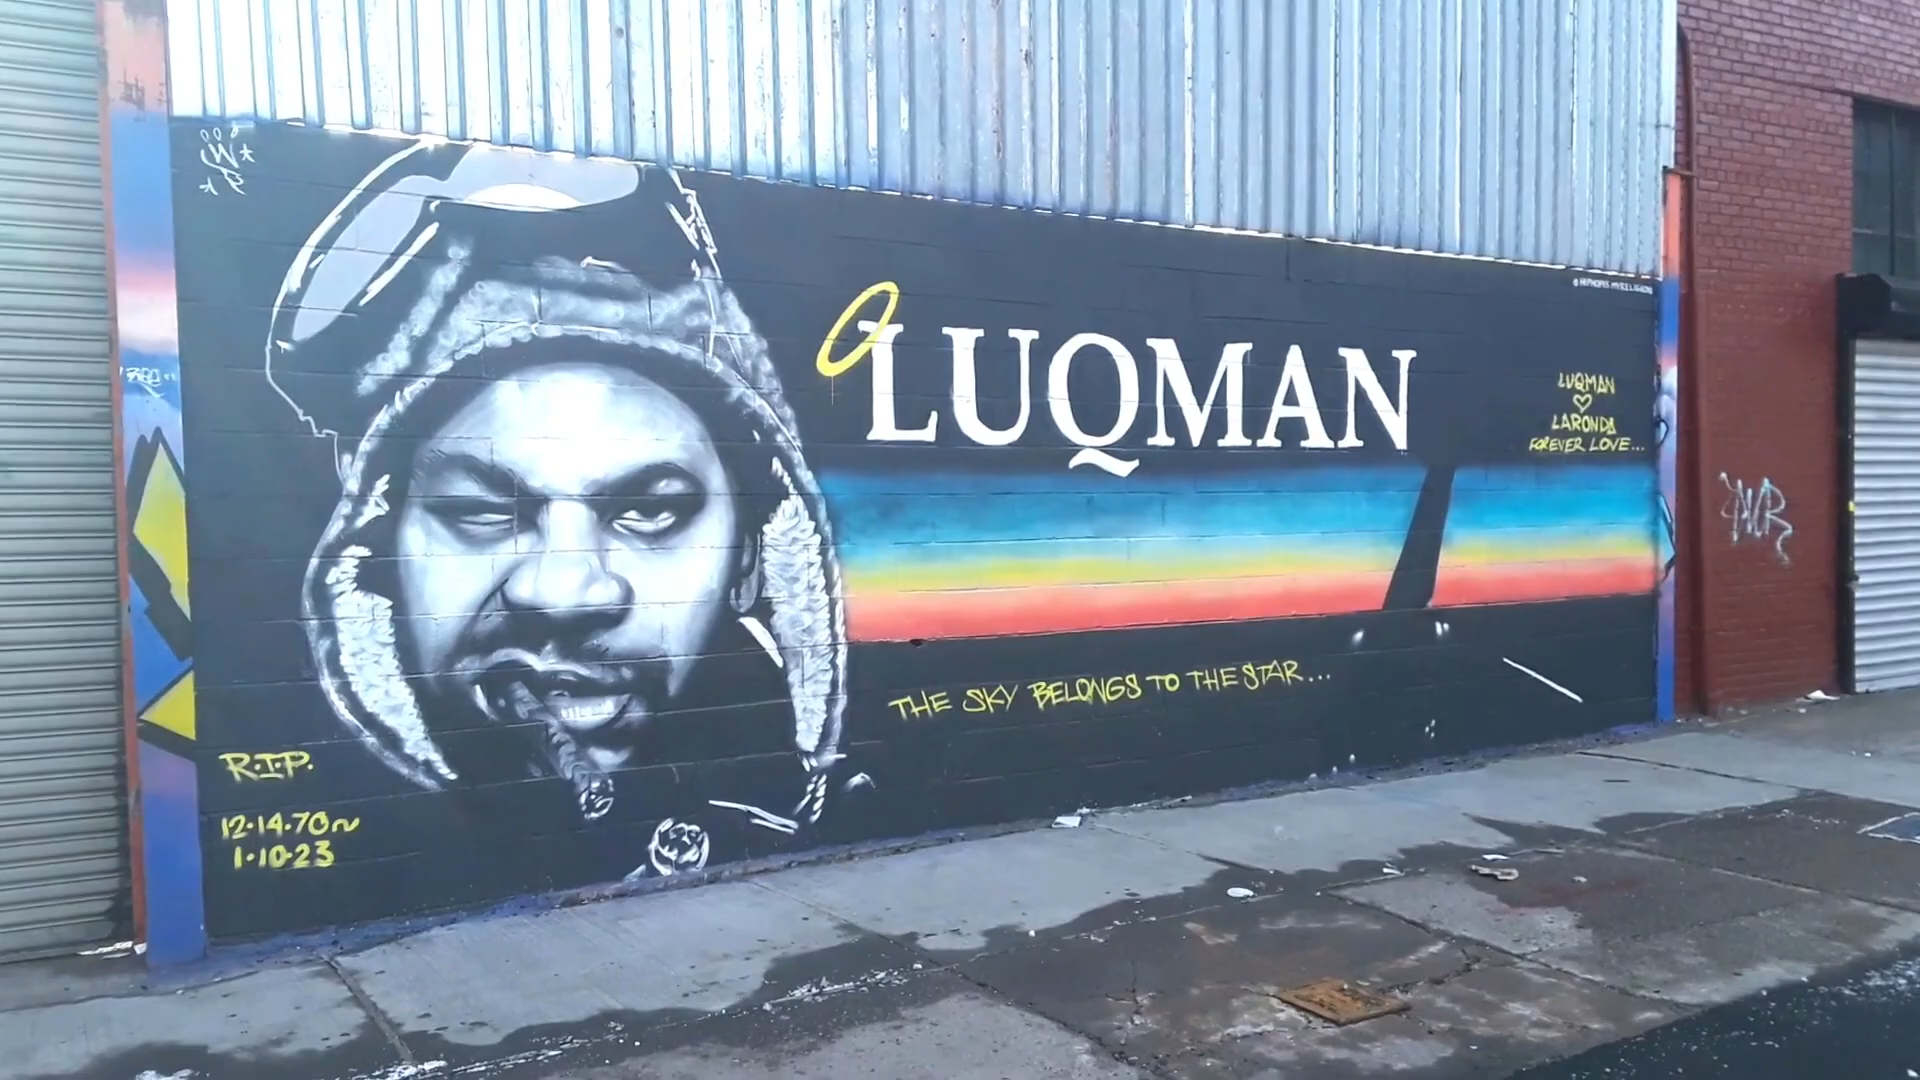 LUQMAN
LUQMAN
LARONDA
FOREVER LOVE...
THE SKY BELONGS TO THE STAR...
R.I.P.
12.14.70~
1.10.23